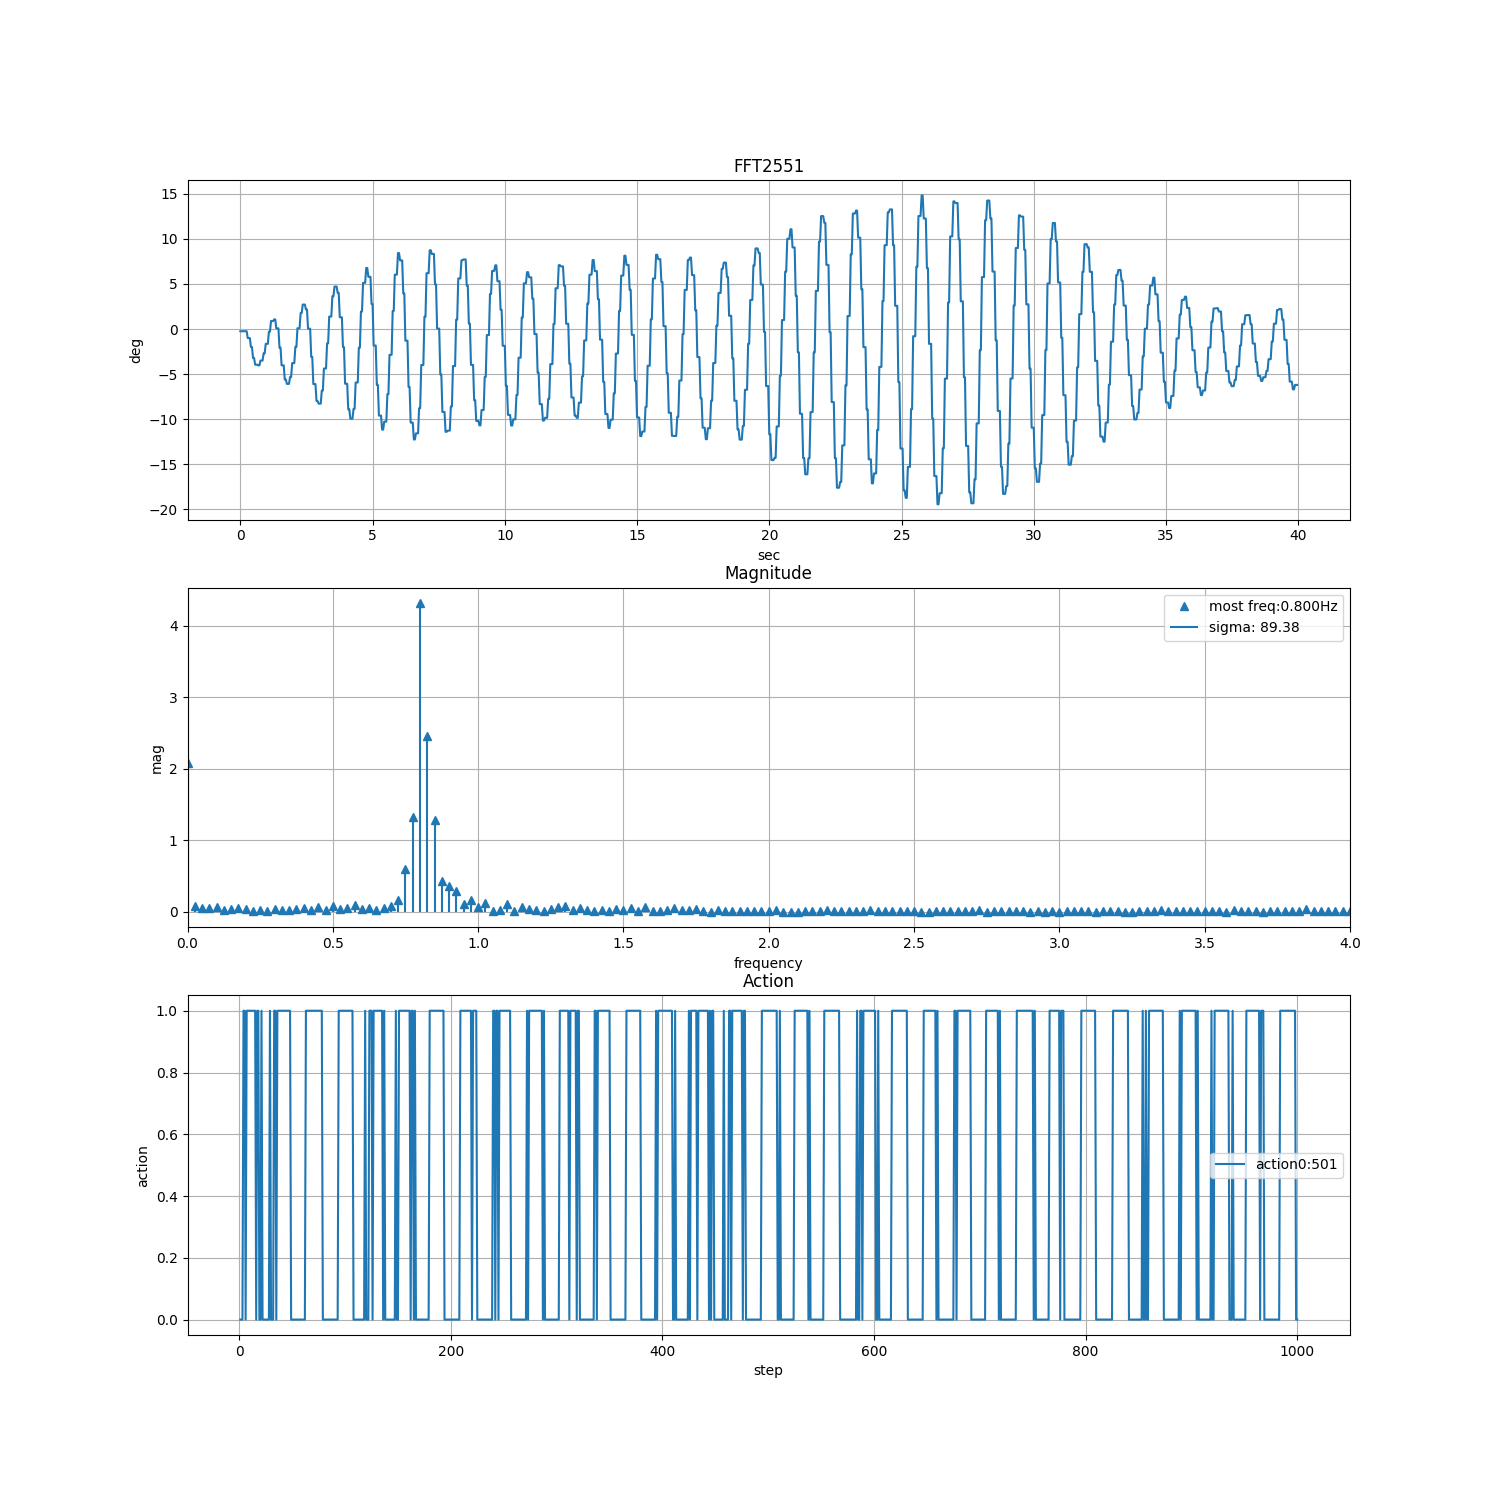 FFT2551
15
10
5
0
−5
−10
−15
−20
deg
0 5 10 15 20 25 30 35 40
sec
Magnitude
most freq:0.800Hz
sigma: 89.38
4
3
2
1
0
mag
0.0 0.5 1.0 1.5 2.0 2.5 3.0 3.5 4.0
frequency
Action
1.0
0.8
0.6
0.4
0.2
0.0
action
action0:501
0 200 400 600 800 1000
step